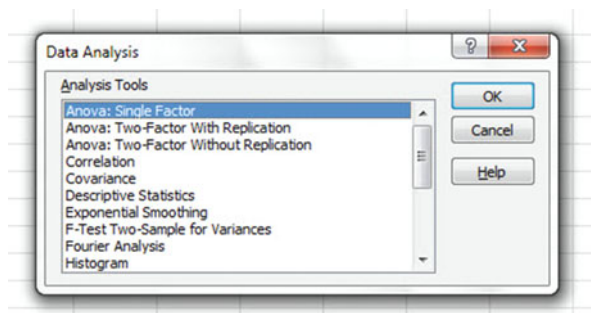 Data Analysis
?
X
Analysis Tools
Anova: Single Factor
Anova: Two-Factor With Replication
Anova: Two-Factor Without Replication
Correlation
Covariance
Descriptive Statistics
Exponential Smoothing
F-Test Two-Sample for Variances
Fourier Analysis
Histogram
OK
Cancel
Help